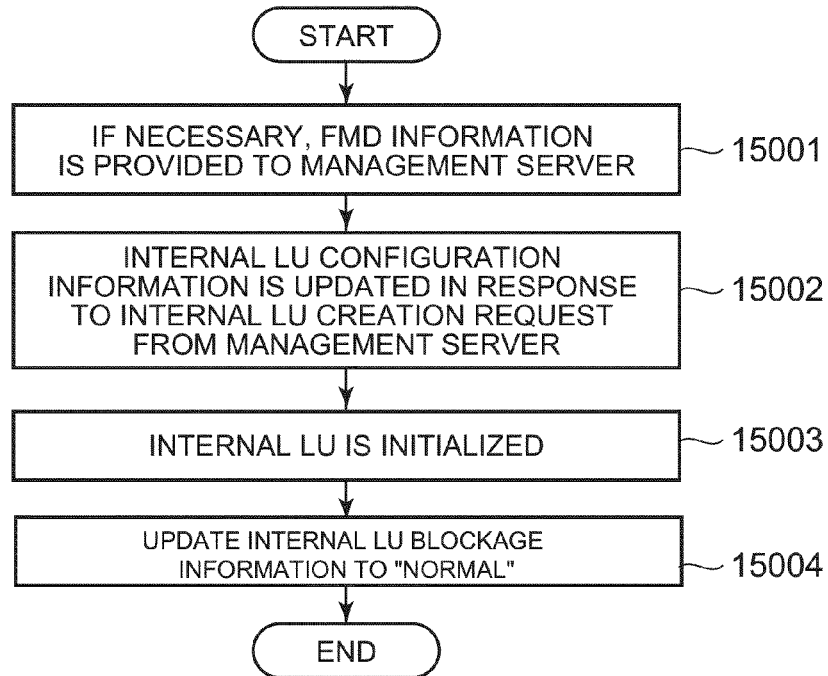 START
IF NECESSARY, FMD INFORMATION
IS PROVIDED TO MANAGEMENT SERVER
15001
INTERNAL LU CONFIGURATION
INFORMATION IS UPDATED IN RESPONSE
TO INTERNAL LU CREATION REQUEST
FROM MANAGEMENT SERVER
15002
INTERNAL LU IS INITIALIZED
15003
UPDATE INTERNAL LU BLOCKAGE
INFORMATION TO "NORMAL"
15004
END